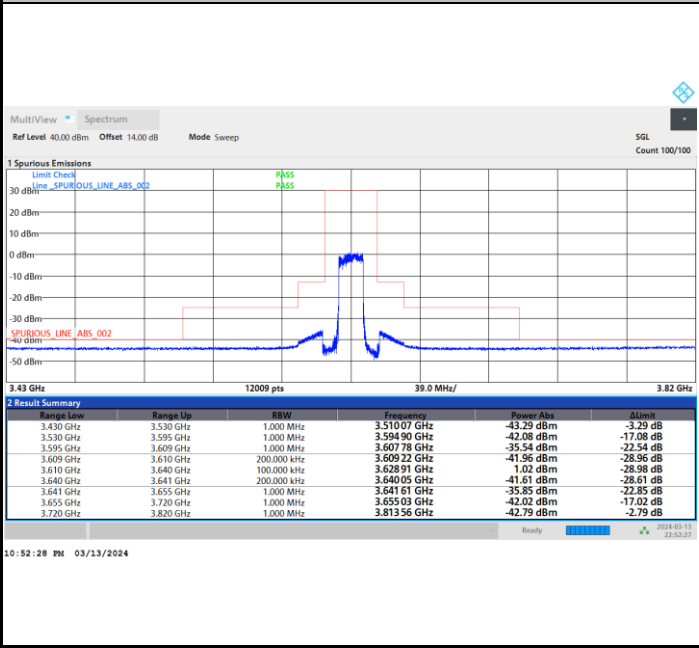 MultiView Spectrum
Ref Level 40.00 dBm Offset 14.00 dB Mode Sweep SGL
Count 100/100
1 Spurious Emissions
Limit Check PASS
Line _SPURIOUS_LINE_ABS_002 PASS
30 dBm
20 dBm
10 dBm
0 dBm
-10 dBm
-20 dBm
-30 dBm
SPURIOUS_LINE_ABS_002
-40 dBm
-50 dBm
3.43 GHz 12009 pts 39.0 MHz/ 3.82 GHz
2 Result Summary
Range Low Range Up RBW Frequency Power Abs ΔLimit
3.430 GHz 3.530 GHz 1.000 MHz 3.51007 GHz -43.29 dBm -3.29 dB
3.530 GHz 3.595 GHz 1.000 MHz 3.59490 GHz -42.08 dBm -17.08 dB
3.595 GHz 3.609 GHz 1.000 MHz 3.60778 GHz -35.54 dBm -22.54 dB
3.609 GHz 3.610 GHz 200.000 kHz 3.60922 GHz -41.96 dBm -28.96 dB
3.610 GHz 3.640 GHz 100.000 kHz 3.62891 GHz 1.02 dBm -28.98 dB
3.640 GHz 3.641 GHz 200.000 kHz 3.64005 GHz -41.61 dBm -28.61 dB
3.641 GHz 3.655 GHz 1.000 MHz 3.64161 GHz -35.85 dBm -22.85 dB
3.655 GHz 3.720 GHz 1.000 MHz 3.65503 GHz -42.02 dBm -17.02 dB
3.720 GHz 3.820 GHz 1.000 MHz 3.81356 GHz -42.79 dBm -2.79 dB
Ready 2024-03-13
22:52:27
10:52:28 PM 03/13/2024